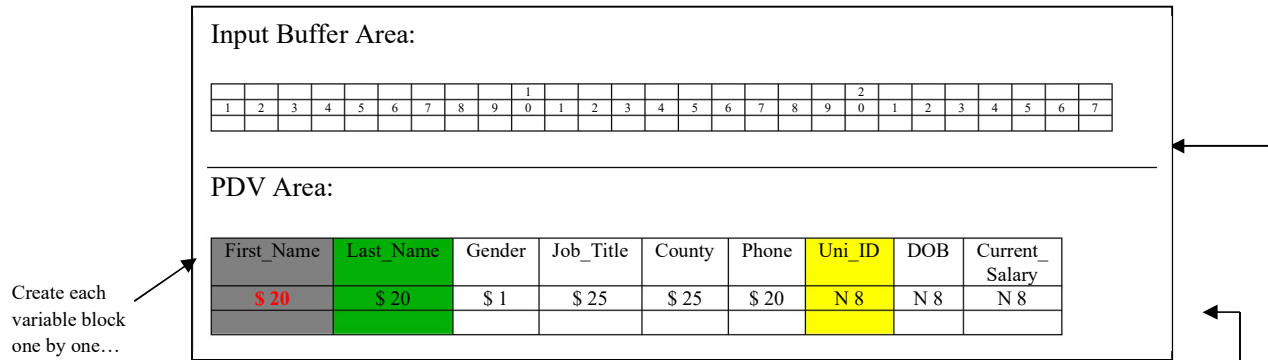 Input Buffer Area:
1 2
1 2 3 4 5 6 7 8 9 0 1 2 3 4 5 6 7 8 9 0 1 2 3 4 5 6 7
PDV Area:
First_Name Last_Name Gender Job_Title County Phone Uni_ID DOB Current_
Salary
$ 20 $ 20 $ 1 $ 25 $ 25 $ 20 N 8 N 8 N 8
Create each
variable block
one by one…